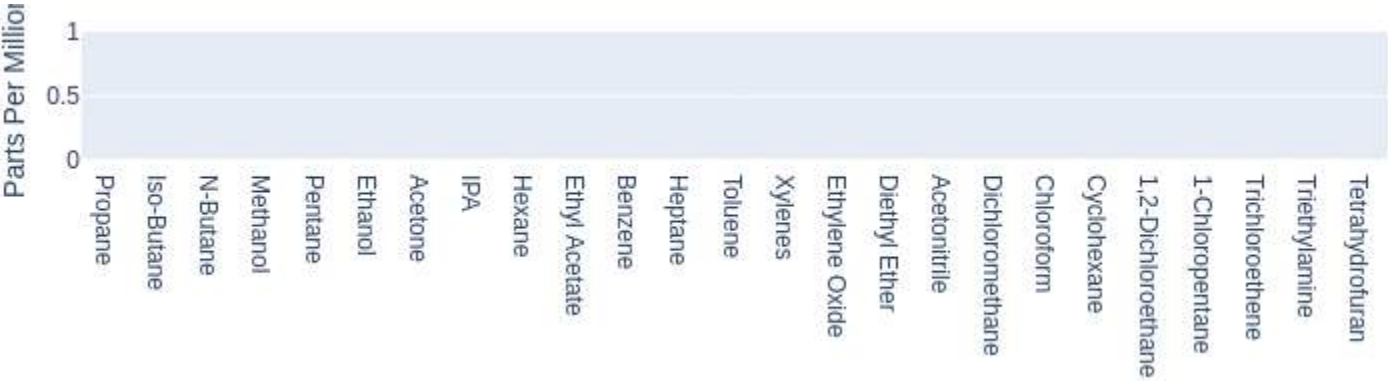 Parts Per Million
1
0.5
0
Propane
Iso-Butane
N-Butane
Methanol
Pentane
Ethanol
Acetone
IPA
Hexane
Ethyl Acetate
Benzene
Heptane
Toluene
Xylenes
Ethylene Oxide
Diethyl Ether
Acetonitrile
Dichloromethane
Chloroform
Cyclohexane
1,2-Dichloroethane
1-Chloropentane
Trichloroethene
Triethylamine
Tetrahydrofuran